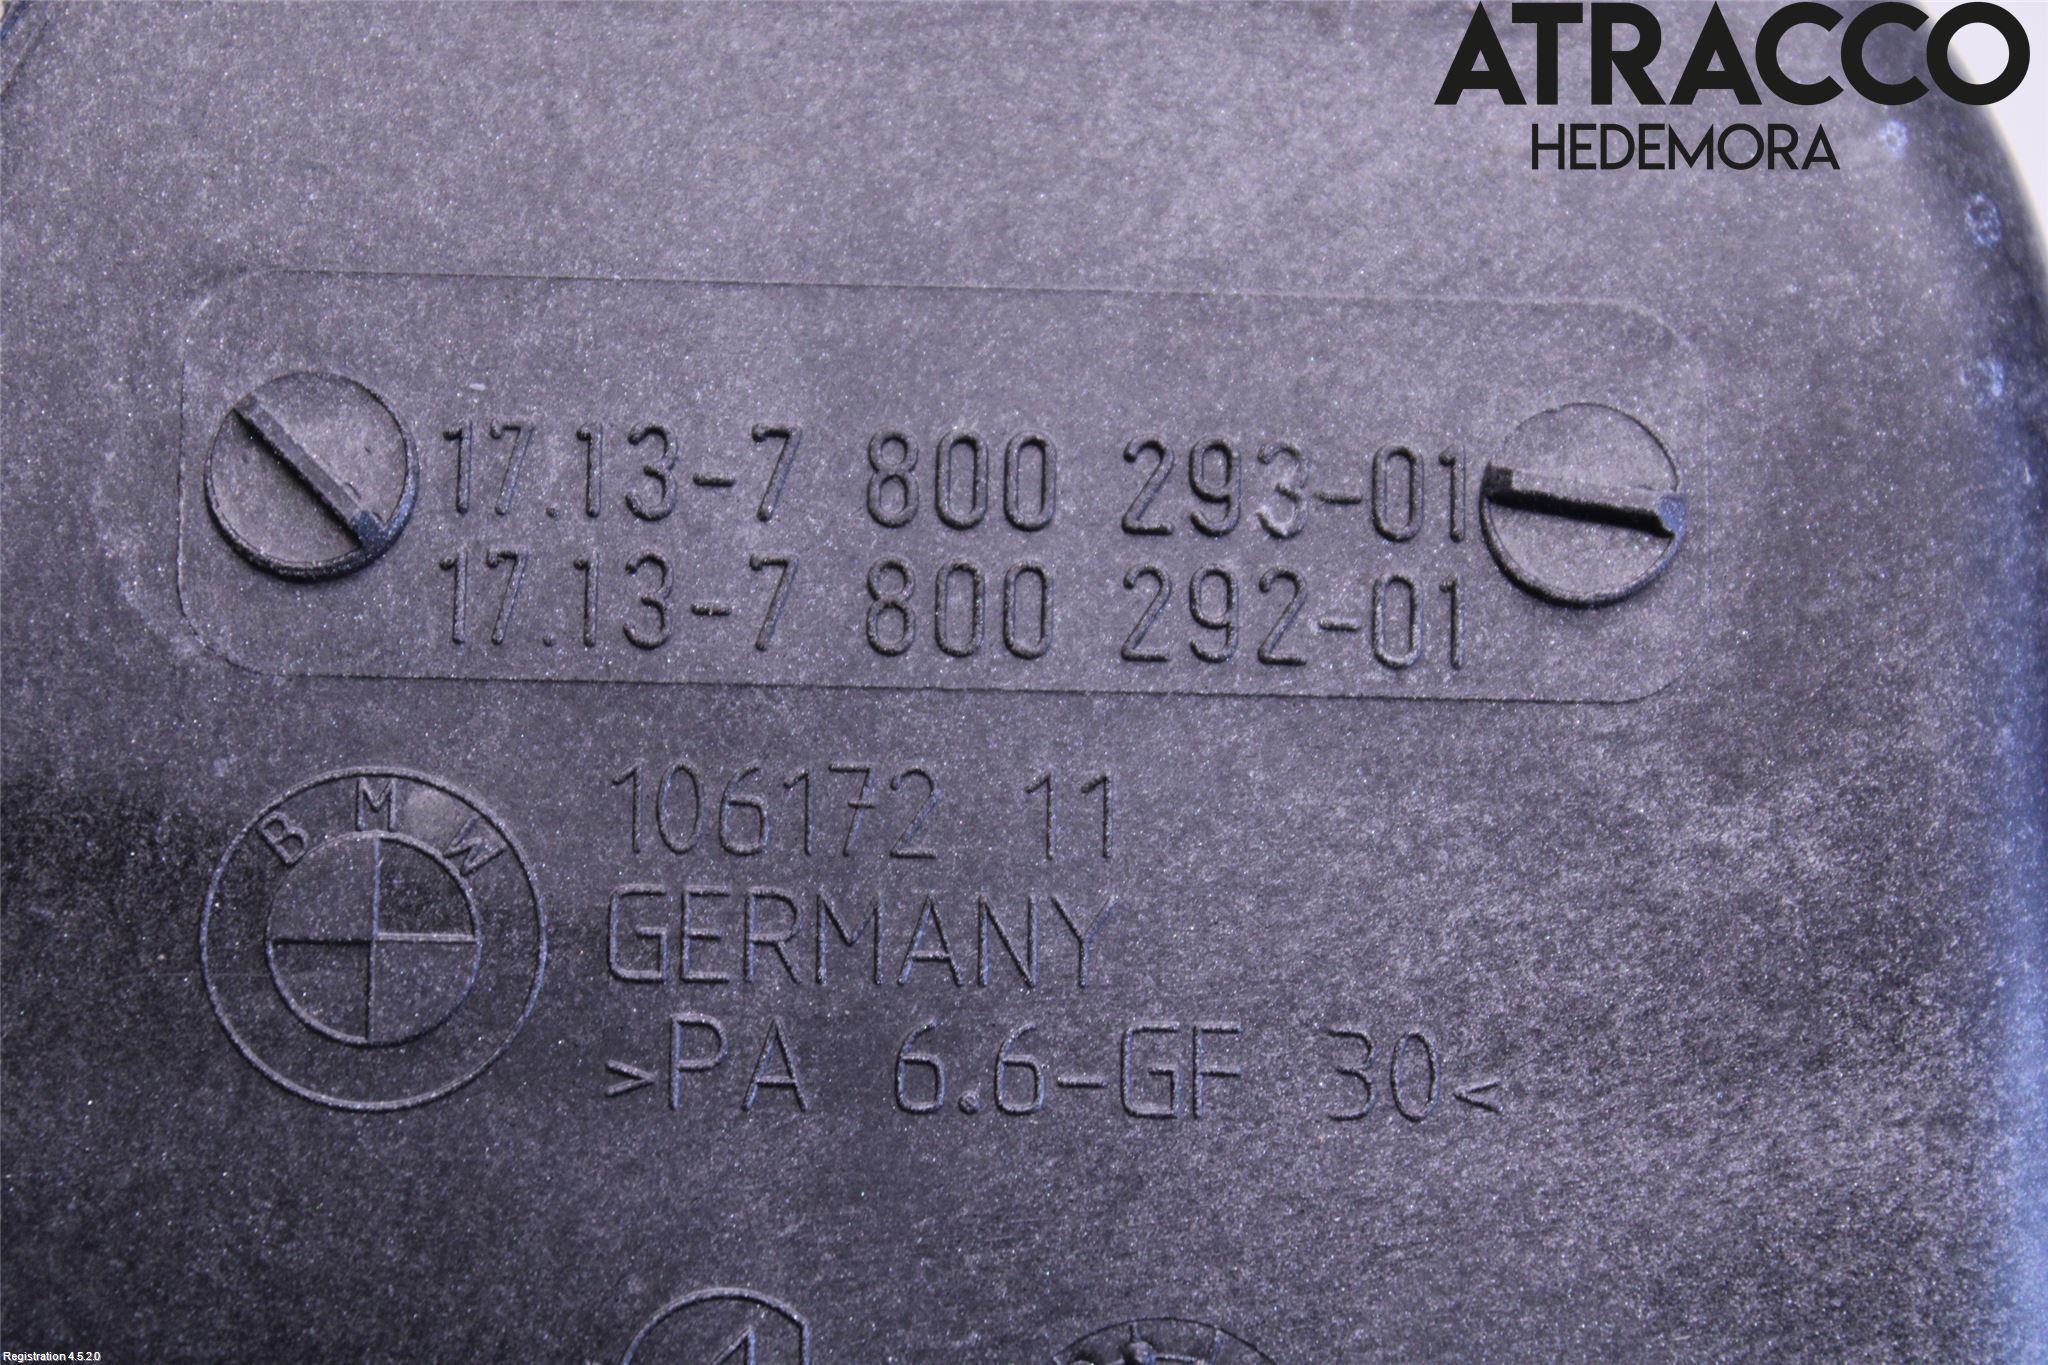 ATRACCO
HEDEMORA
17.13-7 800 293-01
17.13-7 800 292-01
BMW
106172 11
GERMANY
>PA 6.6-GF 30<
Registration 4.5.2.0